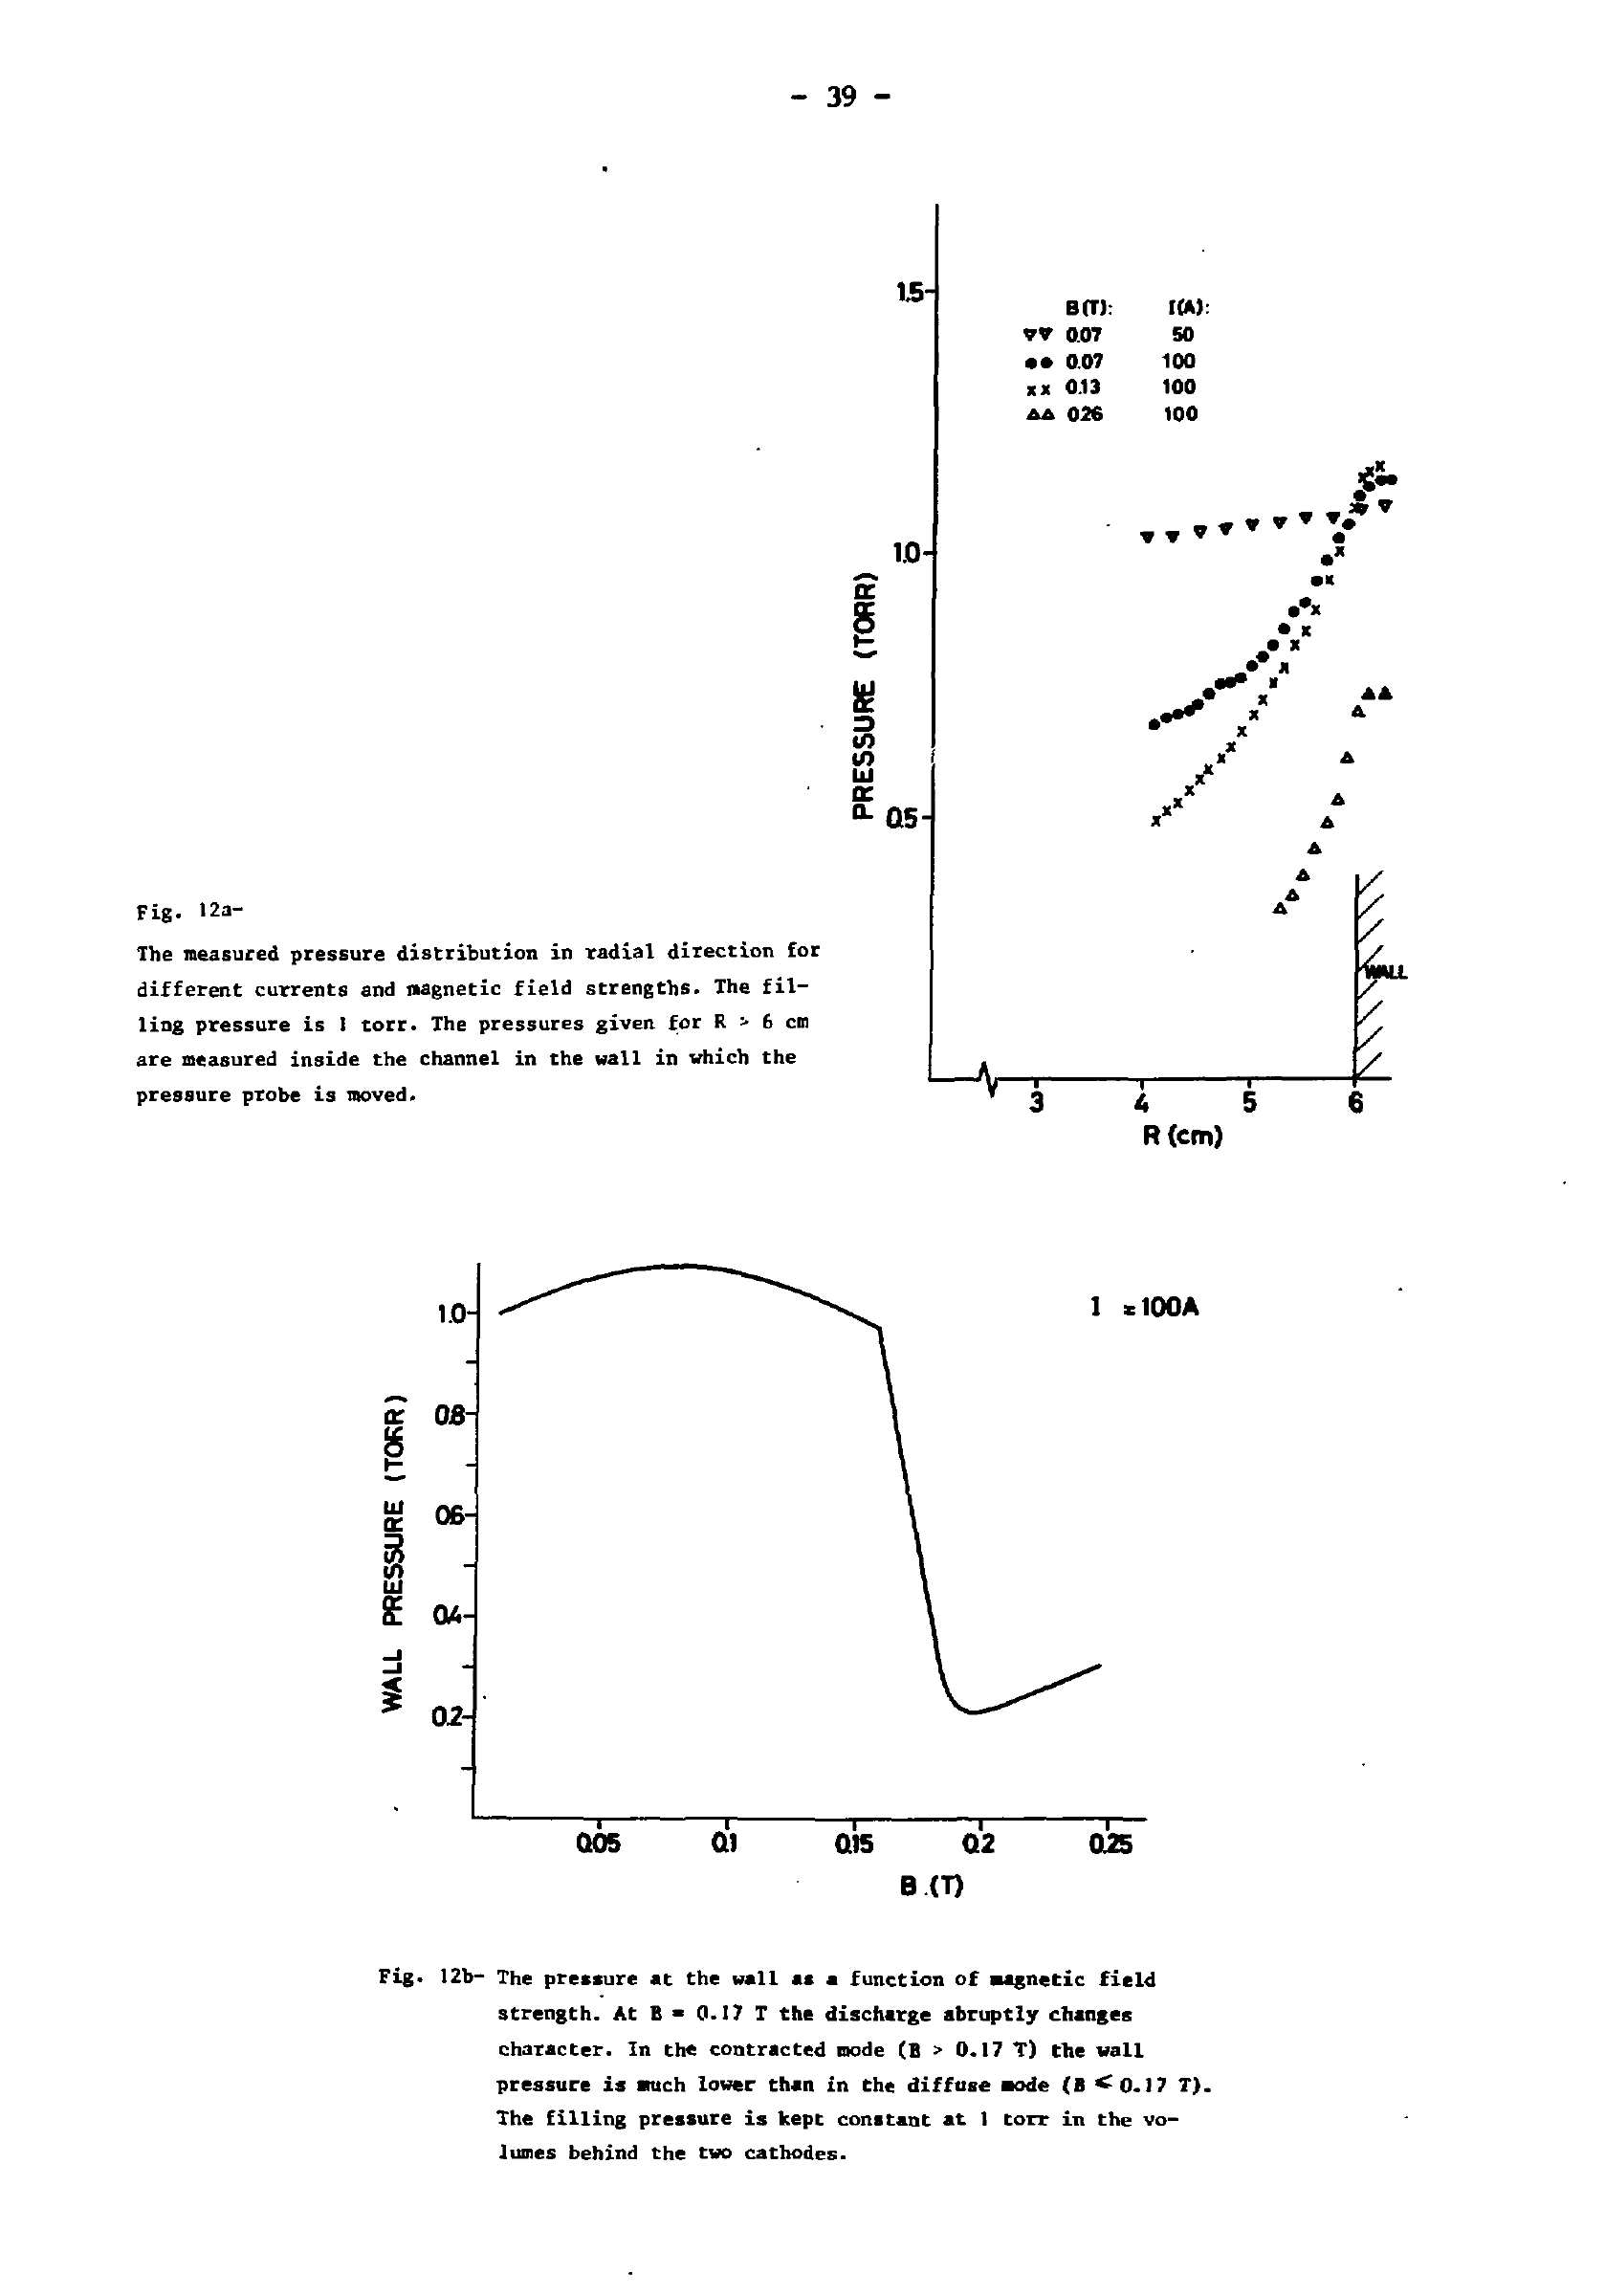 - 39 -
1.5
B(T): I(A):
0.07 50
0.07 100
0.13 100
0.26 100
1.0
PRESSURE (TORR)
0.5
WALL
3 4 5 6
R (cm)
Fig. 12a-
The measured pressure distribution in radial direction for
different currents and magnetic field strengths. The fil-
ling pressure is 1 torr. The pressures given for R > 6 cm
are measured inside the channel in the wall in which the
pressure probe is moved.
I = 100A
1.0
0.8
0.6
0.4
0.2
WALL PRESSURE (TORR)
0.05 0.1 0.15 0.2 0.25
B (T)
Fig. 12b- The pressure at the wall as a function of magnetic field
strength. At B = 0.17 T the discharge abruptly changes
character. In the contracted mode (B > 0.17 T) the wall
pressure is much lower than in the diffuse mode (B ≤ 0.17 T).
The filling pressure is kept constant at 1 torr in the vo-
lumes behind the two cathodes.